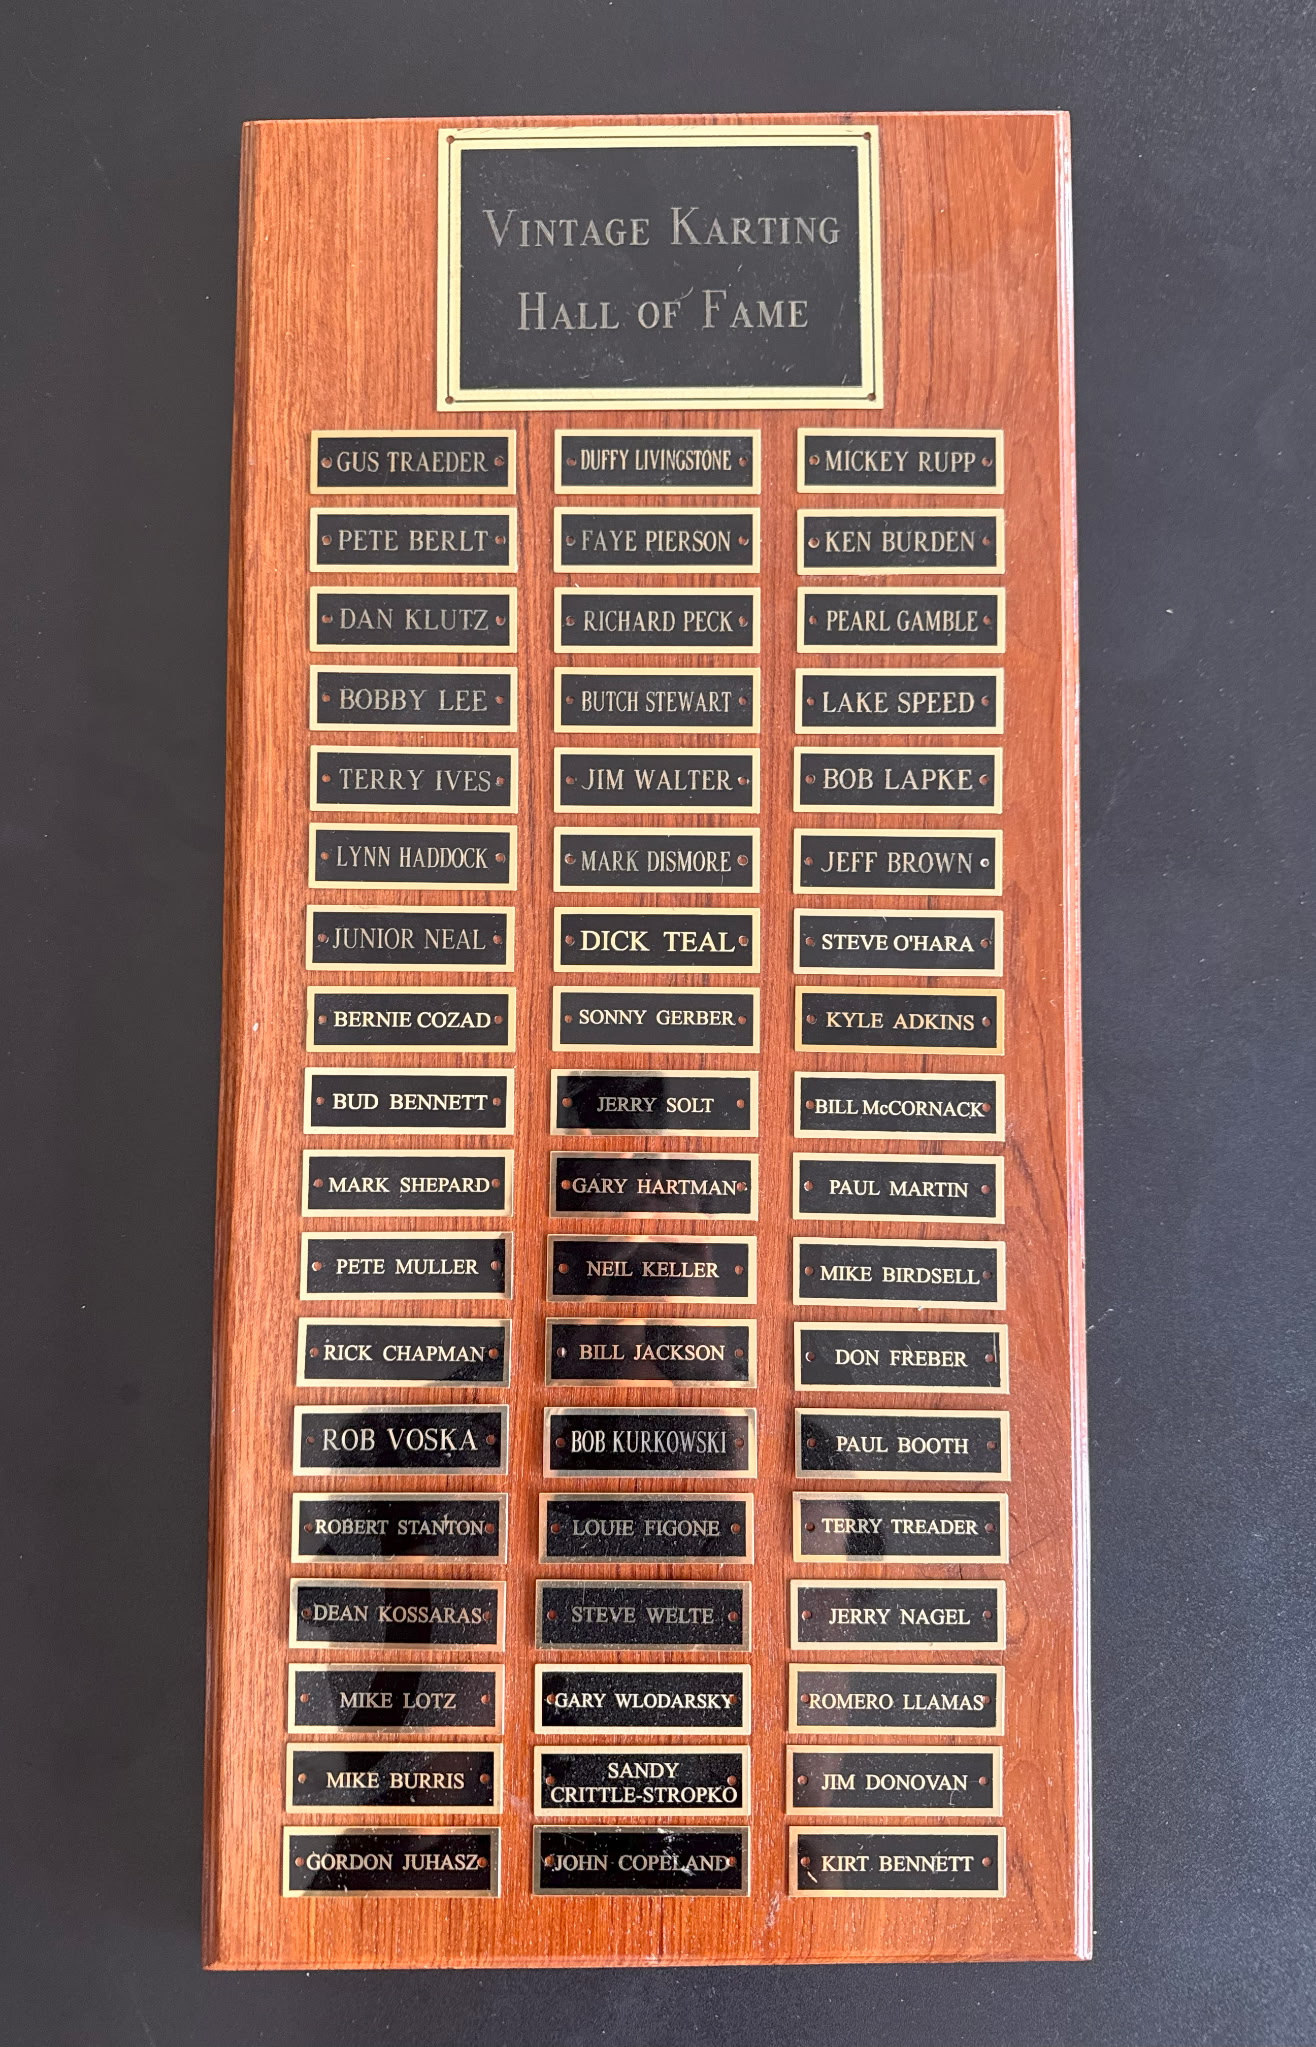 VINTAGE KARTING
HALL OF FAME
GUS TRAEDER
DUFFY LIVINGSTONE
MICKEY RUPP
PETE BERLT
FAYE PIERSON
KEN BURDEN
DAN KLUTZ
RICHARD PECK
PEARL GAMBLE
BOBBY LEE
BUTCH STEWART
LAKE SPEED
TERRY IVES
JIM WALTER
BOB LAPKE
LYNN HADDOCK
MARK DISMORE
JEFF BROWN
JUNIOR NEAL
DICK TEAL
STEVE O'HARA
BERNIE COZAD
SONNY GERBER
KYLE ADKINS
BUD BENNETT
JERRY SOLT
BILL McCORNACK
MARK SHEPARD
GARY HARTMAN
PAUL MARTIN
PETE MULLER
NEIL KELLER
MIKE BIRDSELL
RICK CHAPMAN
BILL JACKSON
DON FREBER
ROB VOSKA
BOB KURKOWSKI
PAUL BOOTH
ROBERT STANTON
LOUIE FIGONE
TERRY TREADER
DEAN KOSSARAS
STEVE WELTE
JERRY NAGEL
MIKE LOTZ
GARY WLODARSKY
ROMERO LLAMAS
MIKE BURRIS
SANDY
CRITTLE-STROPKO
JIM DONOVAN
GORDON JUHASZ
JOHN COPELAND
KIRT BENNETT